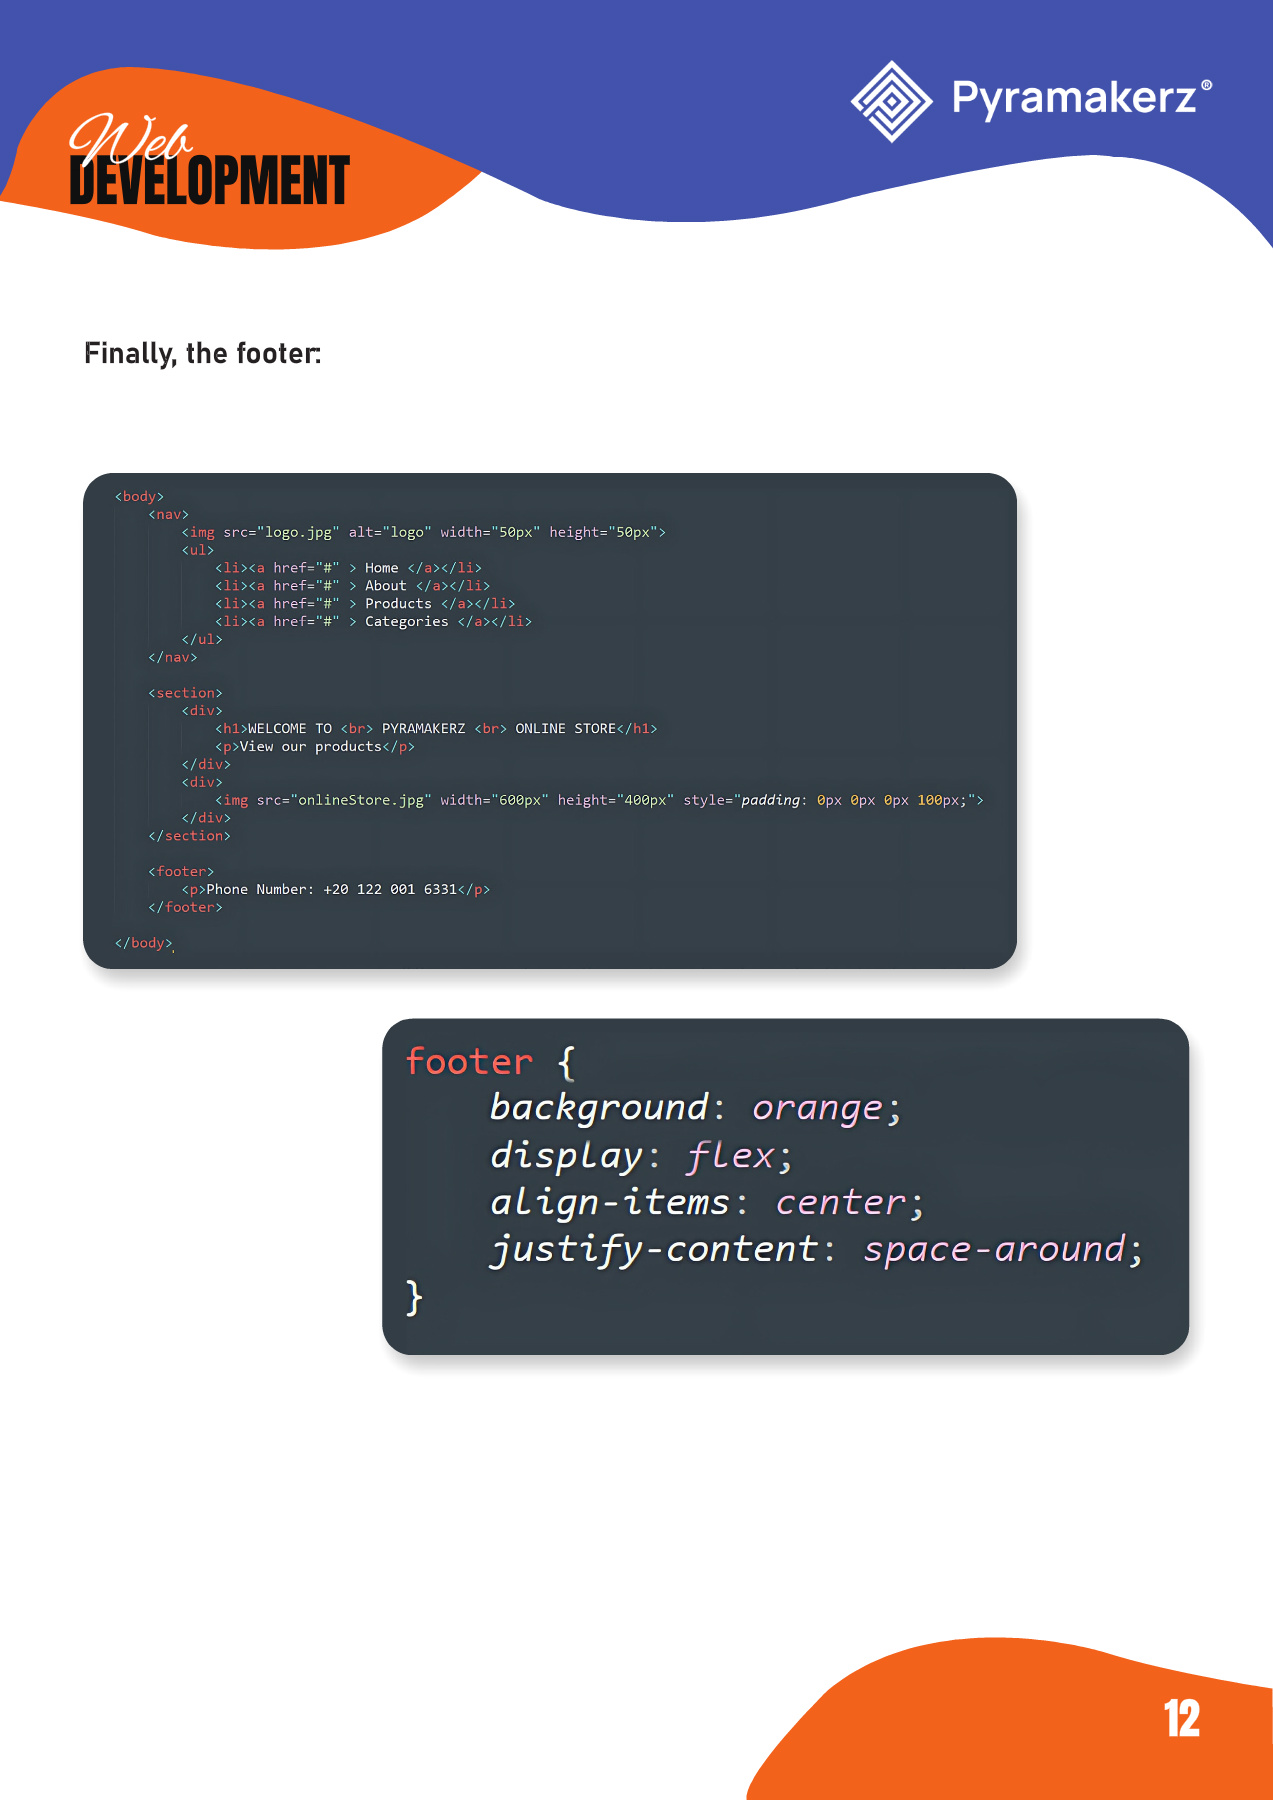 Web
DEVELOPMENT
Pyramakerz®
Finally, the footer:
<body>
    <nav>
        <img src="logo.jpg" alt="logo" width="50px" height="50px">
        <ul>
            <li><a href="#" > Home </a></li>
            <li><a href="#" > About </a></li>
            <li><a href="#" > Products </a></li>
            <li><a href="#" > Categories </a></li>
        </ul>
    </nav>
    <section>
        <div>
            <h1>WELCOME TO <br> PYRAMAKERZ <br> ONLINE STORE</h1>
            <p>View our products</p>
        </div>
        <div>
            <img src="onlineStore.jpg" width="600px" height="400px" style="padding: 0px 0px 0px 100px;">
        </div>
    </section>
    <footer>
        <p>Phone Number: +20 122 001 6331</p>
    </footer>
</body>
footer {
    background: orange;
    display: flex;
    align-items: center;
    justify-content: space-around;
}
12